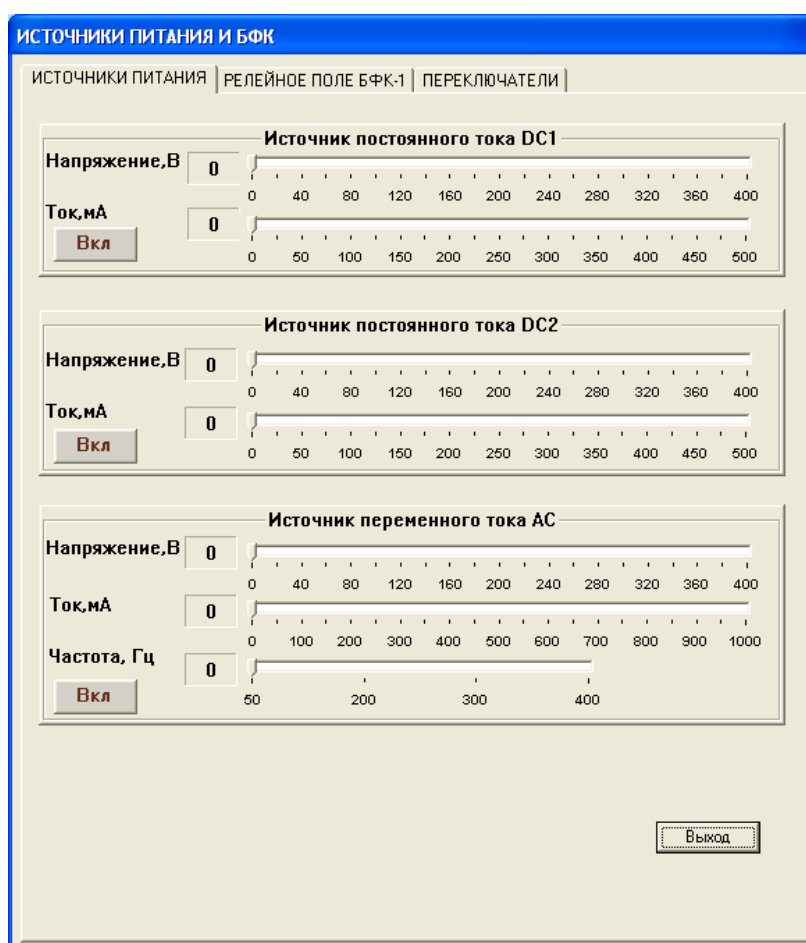 ИСТОЧНИКИ ПИТАНИЯ И БФК
ИСТОЧНИКИ ПИТАНИЯ РЕЛЕЙНОЕ ПОЛЕ БФК-1 ПЕРЕКЛЮЧАТЕЛИ
Источник постоянного тока DC1
Напряжение,В 0
0 40 80 120 160 200 240 280 320 360 400
Ток,мА 0
Вкл
0 50 100 150 200 250 300 350 400 450 500
Источник постоянного тока DC2
Напряжение,В 0
0 40 80 120 160 200 240 280 320 360 400
Ток,мА 0
Вкл
0 50 100 150 200 250 300 350 400 450 500
Источник переменного тока AC
Напряжение,В 0
0 40 80 120 160 200 240 280 320 360 400
Ток,мА 0
0 100 200 300 400 500 600 700 800 900 1000
Частота, Гц 0
Вкл
50 200 300 400
Выход